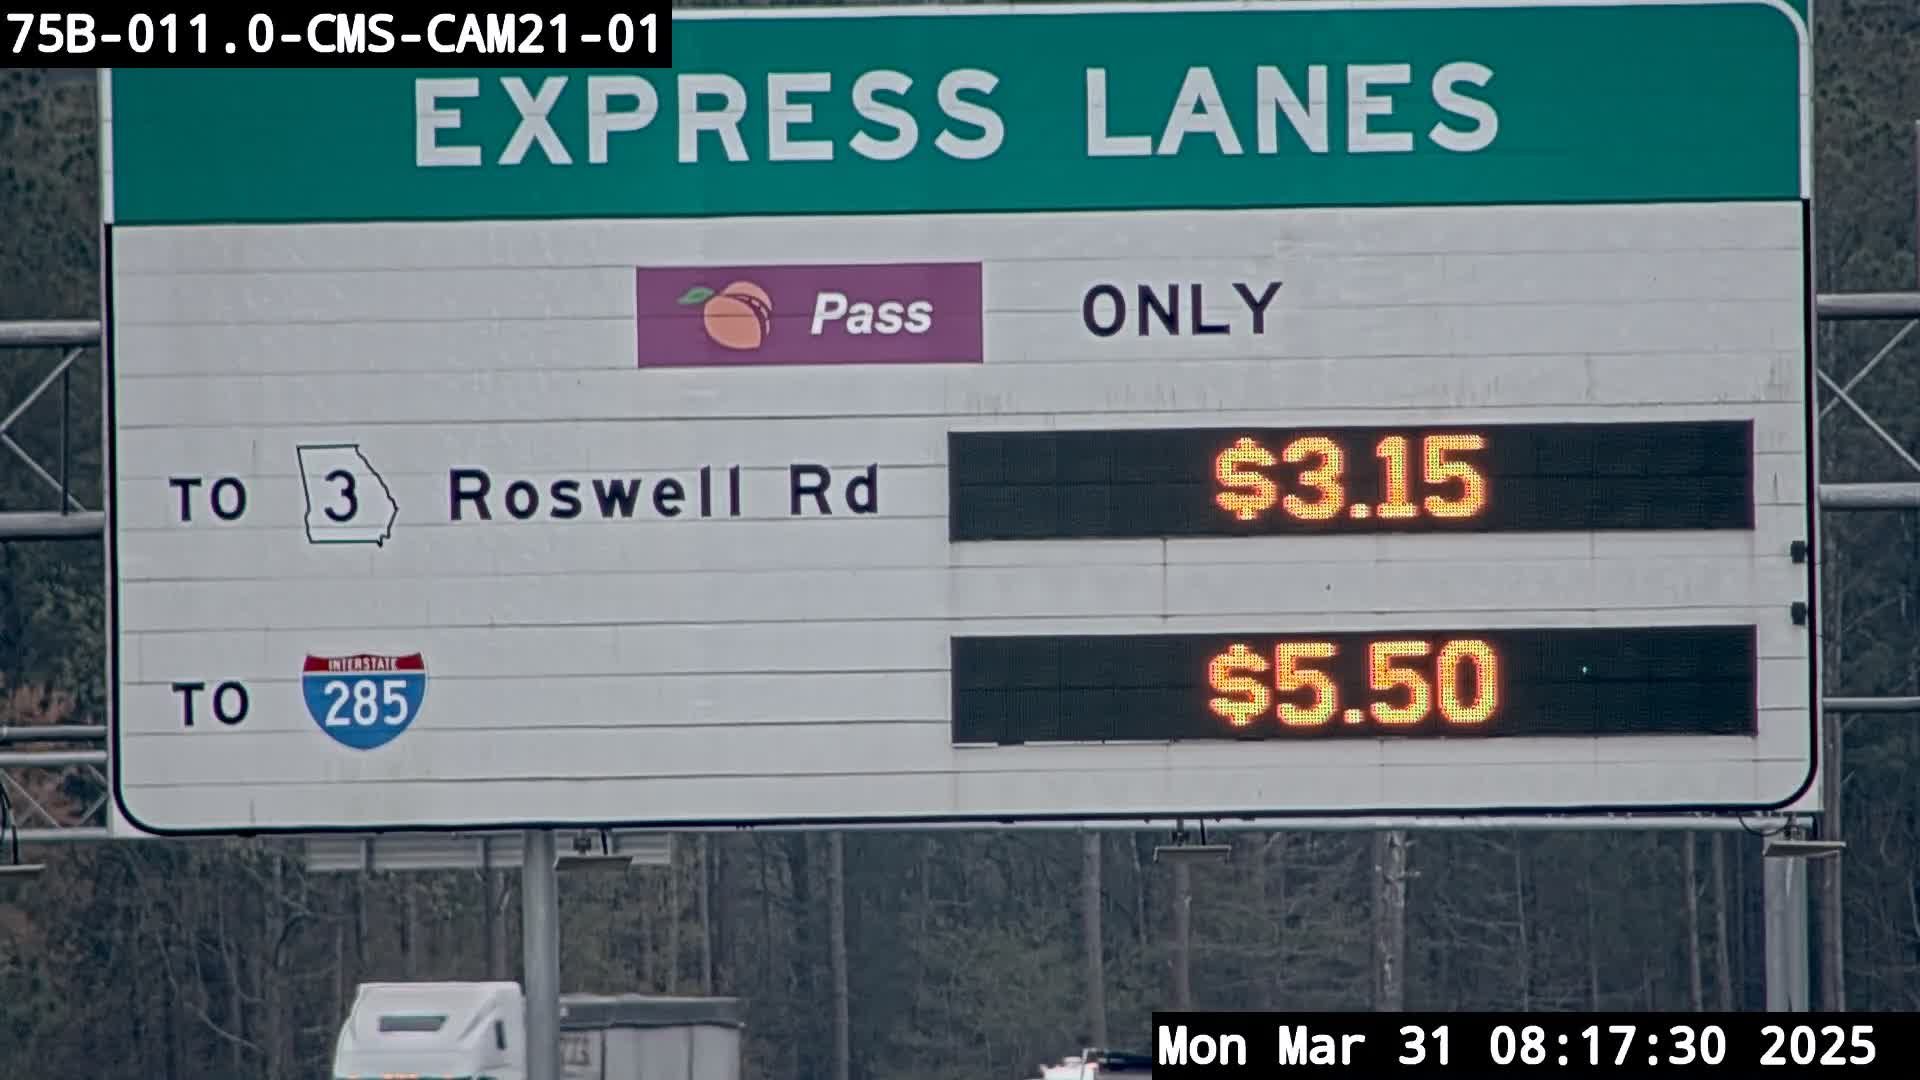 75B-011.0-CMS-CAM21-01
EXPRESS LANES
Pass ONLY
TO 3 Roswell Rd $3.15
INTERSTATE
TO 285 $5.50
Mon Mar 31 08:17:30 2025